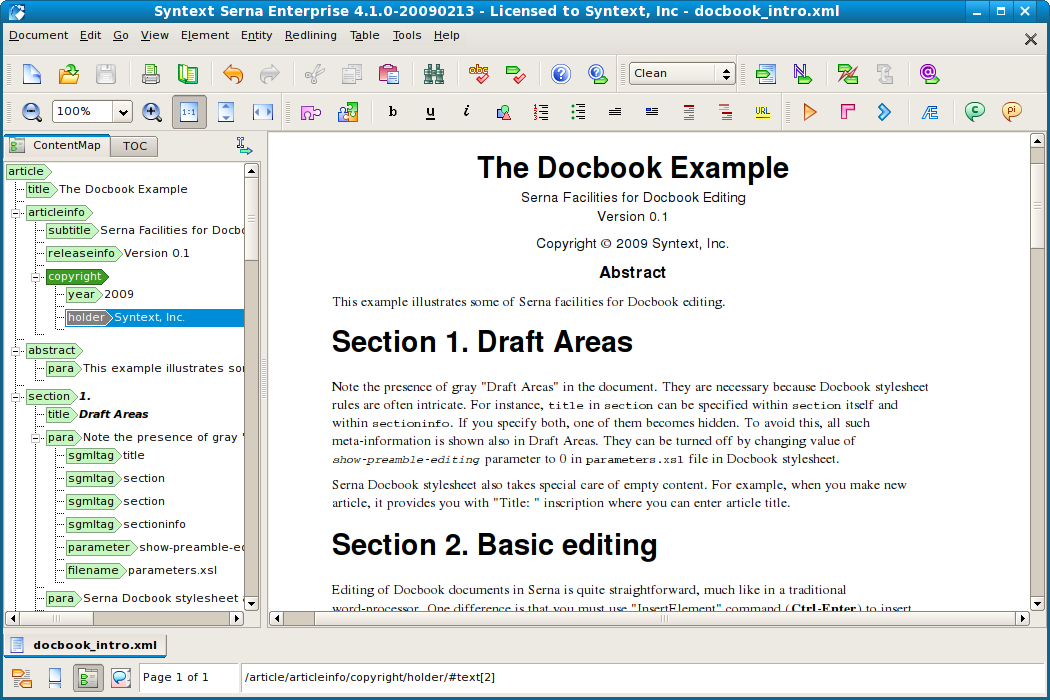 Syntext Serna Enterprise 4.1.0-20090213 - Licensed to Syntext, Inc - docbook_intro.xml
Document Edit Go View Element Entity Redlining Table Tools Help
abc
Clean
N
@
100%
1:1
b u i
URL
Æ
C
pi
ContentMap TOC
article
title The Docbook Example
articleinfo
subtitle Serna Facilities for Docbo
releaseinfo Version 0.1
copyright
year 2009
holder Syntext, Inc.
abstract
para This example illustrates so
section 1.
title Draft Areas
para Note the presence of gray "
sgmltag title
sgmltag section
sgmltag section
sgmltag sectioninfo
parameter show-preamble-ed
filename parameters.xsl
para Serna Docbook stylesheet
The Docbook Example
Serna Facilities for Docbook Editing
Version 0.1
Copyright © 2009 Syntext, Inc.
Abstract
This example illustrates some of Serna facilities for Docbook editing.
Section 1. Draft Areas
Note the presence of gray "Draft Areas" in the document. They are necessary because Docbook stylesheet
rules are often intricate. For instance, title in section can be specified within section itself and
within sectioninfo. If you specify both, one of them becomes hidden. To avoid this, all such
meta-information is shown also in Draft Areas. They can be turned off by changing value of
show-preamble-editing parameter to 0 in parameters.xsl file in Docbook stylesheet.
Serna Docbook stylesheet also takes special care of empty content. For example, when you make new
article, it provides you with "Title: " inscription where you can enter article title.
Section 2. Basic editing
Editing of Docbook documents in Serna is quite straightforward, much like in a traditional
word-processor. One difference is that you must use "InsertElement" command (Ctrl-Enter) to insert
docbook_intro.xml
Page 1 of 1
/article/articleinfo/copyright/holder/#text[2]